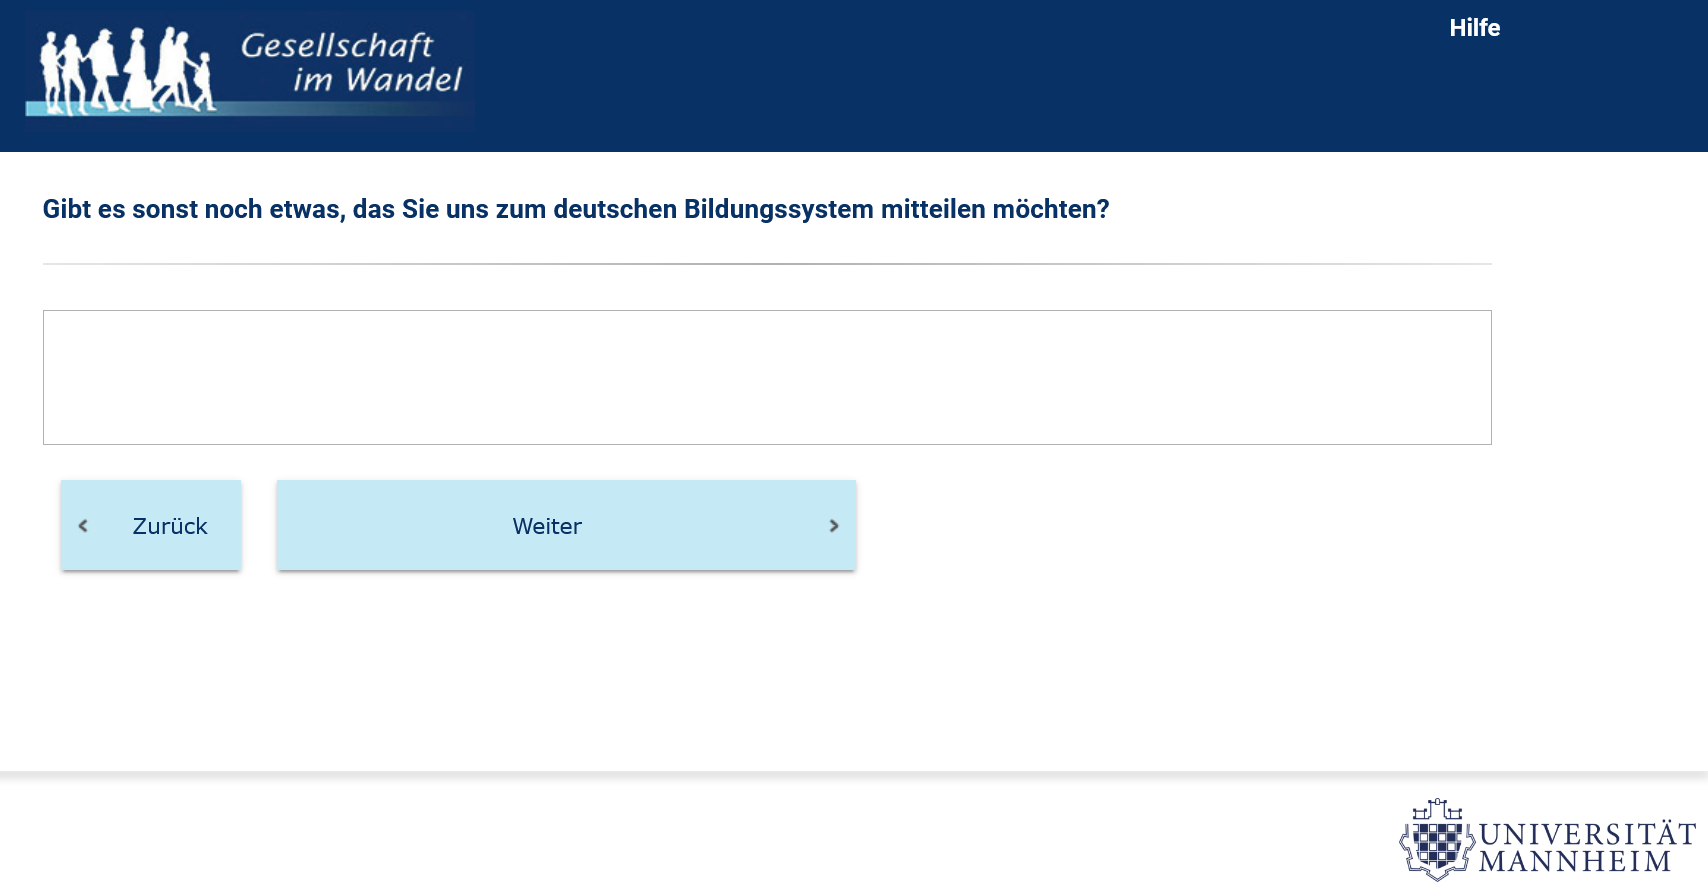 Gesellschaft
im Wandel
Hilfe
Gibt es sonst noch etwas, das Sie uns zum deutschen Bildungssystem mitteilen möchten?
Zurück
Weiter
UNIVERSITÄT
MANNHEIM